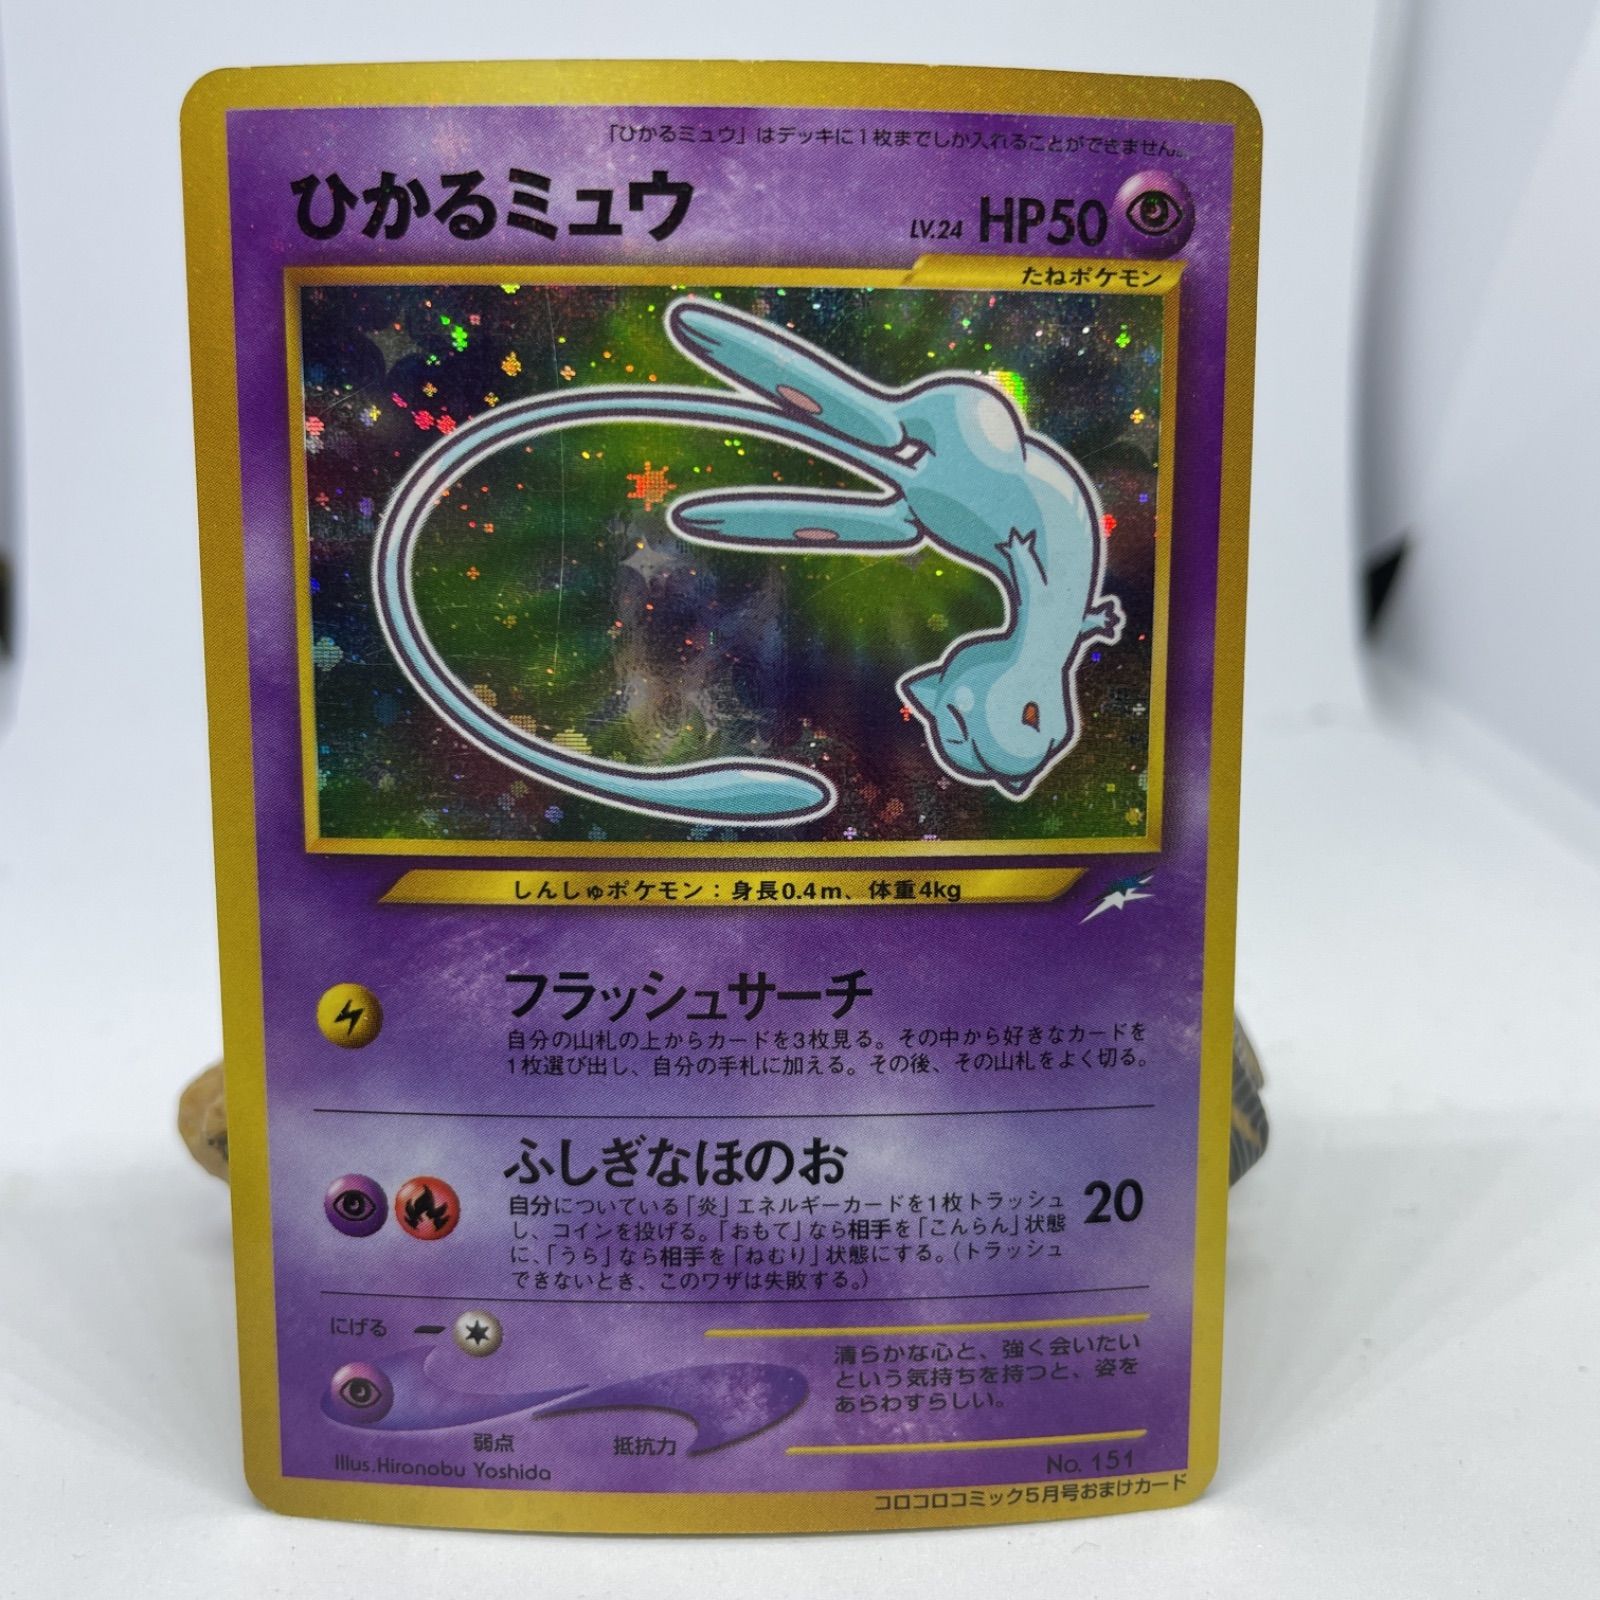 「ひかるミュウ」はデッキに1枚までしか入れることができません。
ひかるミュウ
LV.24 HP50
たねポケモン
しんしゅポケモン：身長0.4m、体重4kg
フラッシュサーチ
自分の山札の上からカードを3枚見る。その中から好きなカードを
1枚選び出し、自分の手札に加える。その後、その山札をよく切る。
ふしぎなほのお
20
自分についている「炎」エネルギーカードを1枚トラッシュ
し、コインを投げる。「おもて」なら相手を「こんらん」状態
に、「うら」なら相手を「ねむり」状態にする。（トラッシュ
できないとき、このワザは失敗する。）
にげる
清らかな心と、強く会いたい
という気持ちを持つと、姿を
あらわすらしい。
弱点
抵抗力
Illus.Hironobu Yoshida
No. 151
コロコロコミック5月号おまけカード